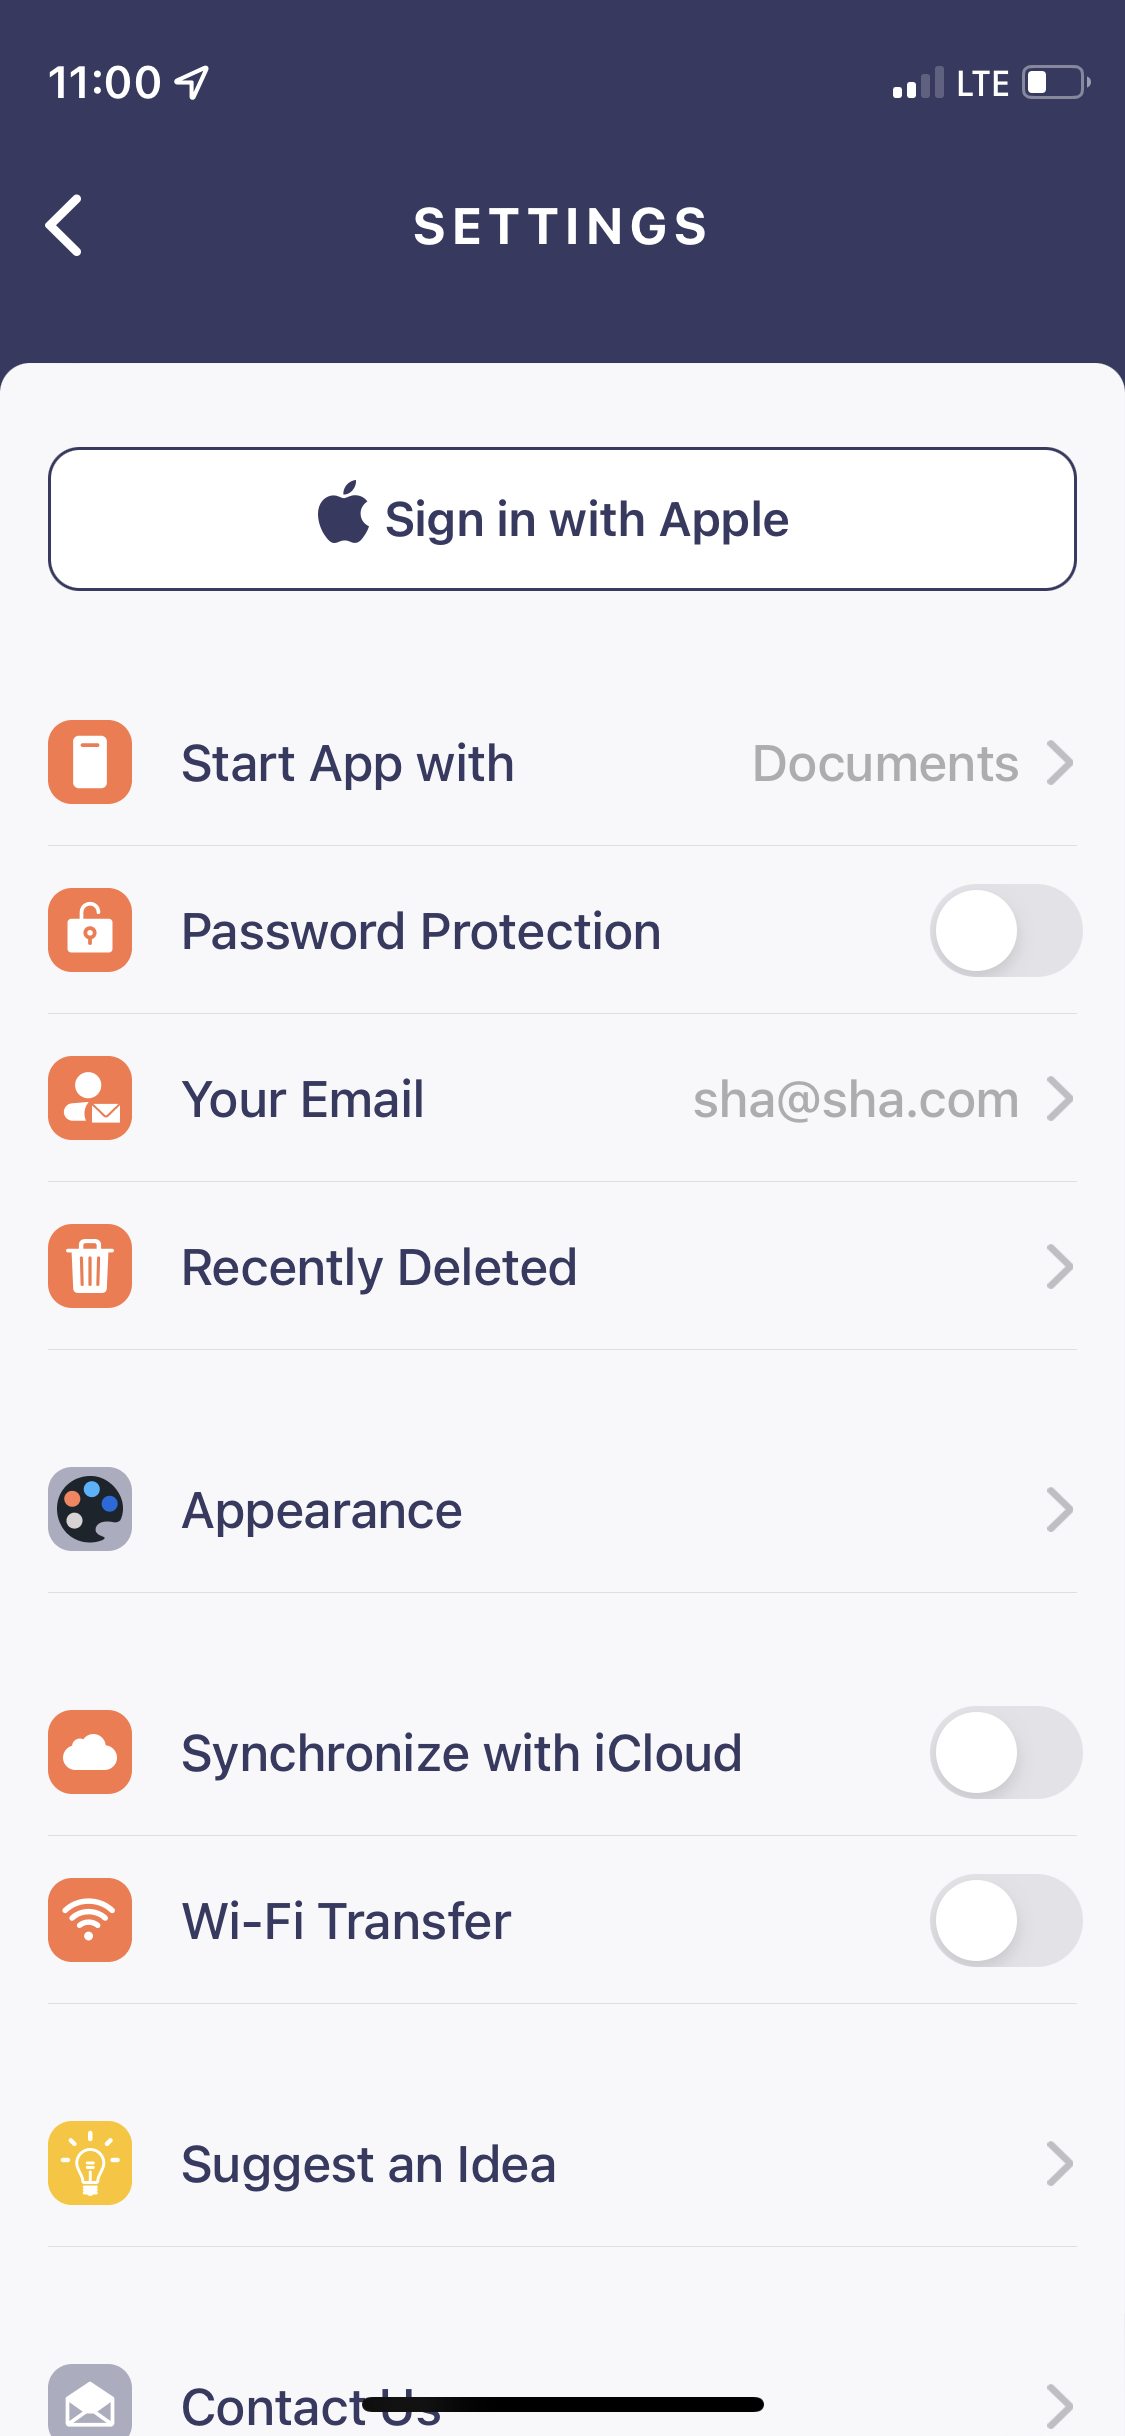 11:00
LTE
SETTINGS
Sign in with Apple
Start App with Documents
Password Protection
Your Email sha@sha.com
Recently Deleted
Appearance
Synchronize with iCloud
Wi-Fi Transfer
Suggest an Idea
Contact Us